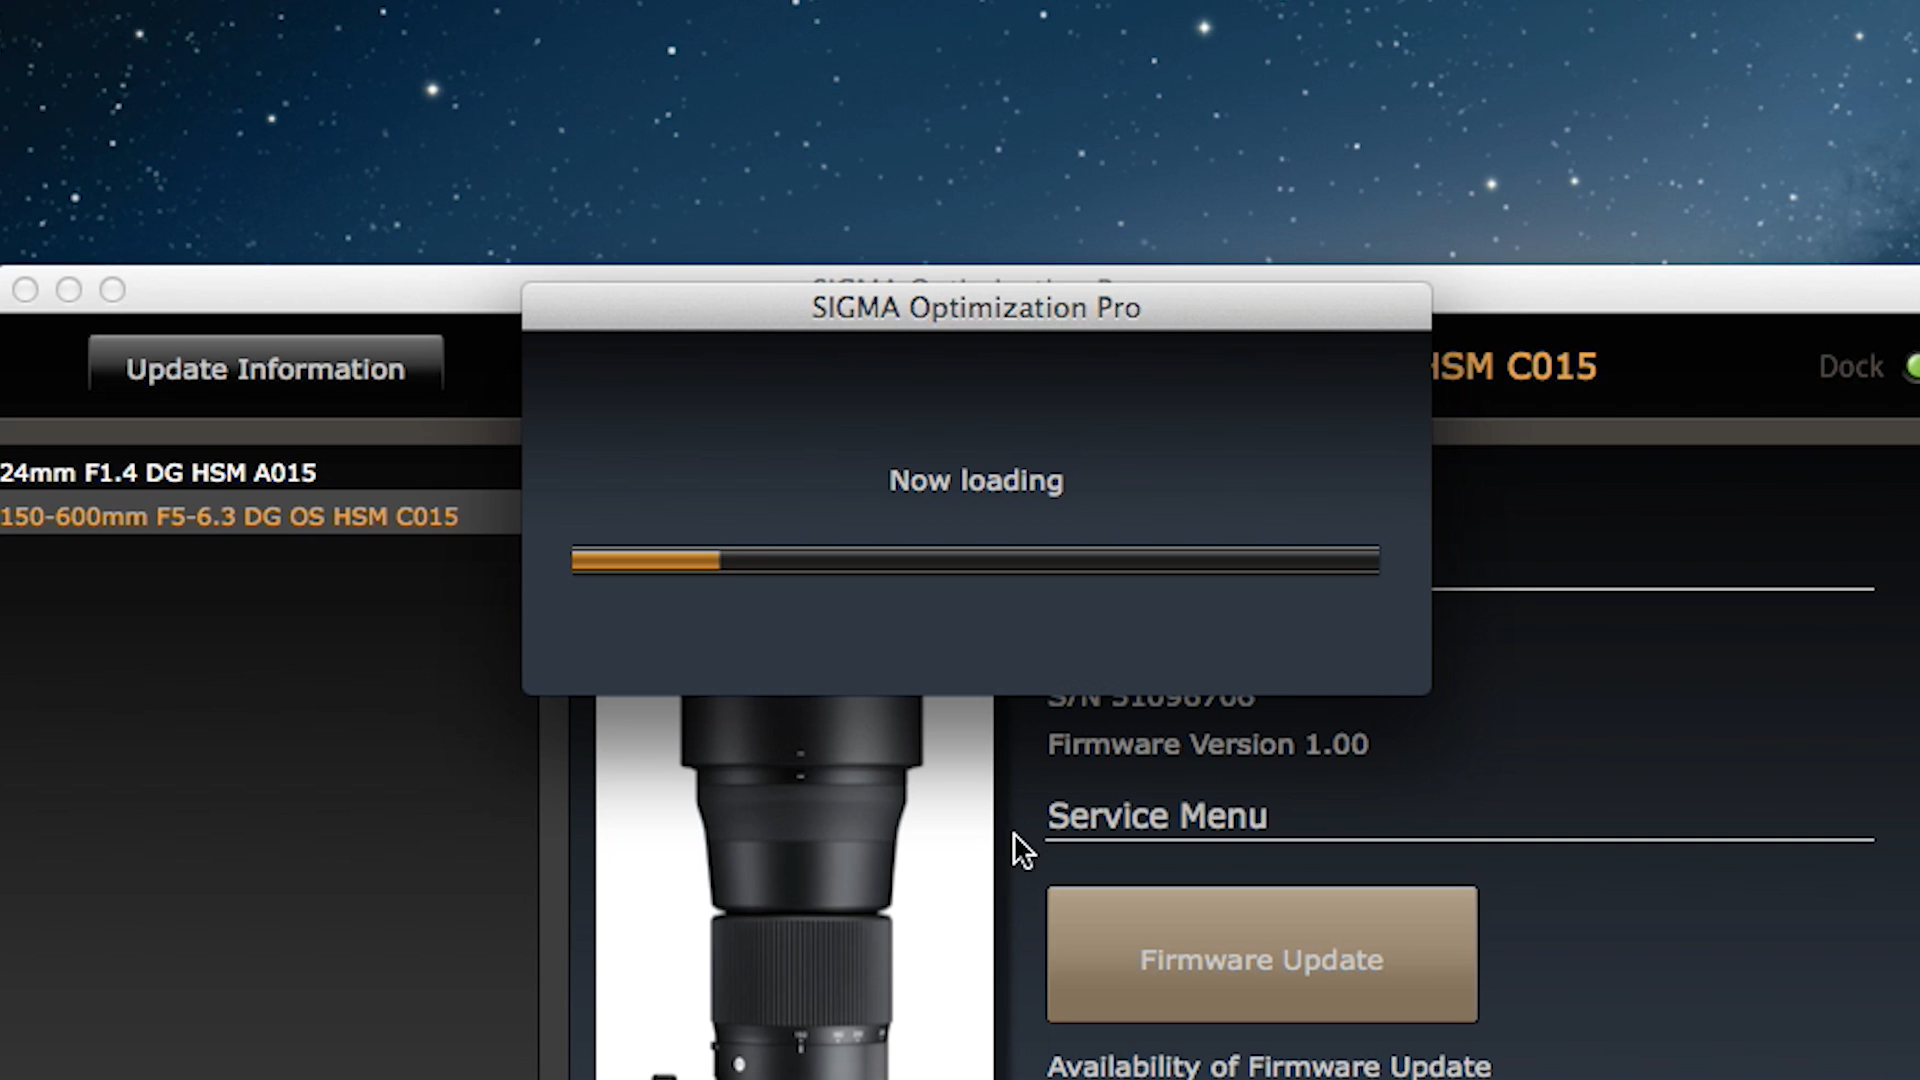 SIGMA Optimization Pro
Update Information
HSM C015
Dock
24mm F1.4 DG HSM A015
150-600mm F5-6.3 DG OS HSM C015
Now loading
S/N
Firmware Version 1.00
Service Menu
Firmware Update
Availability of Firmware Update